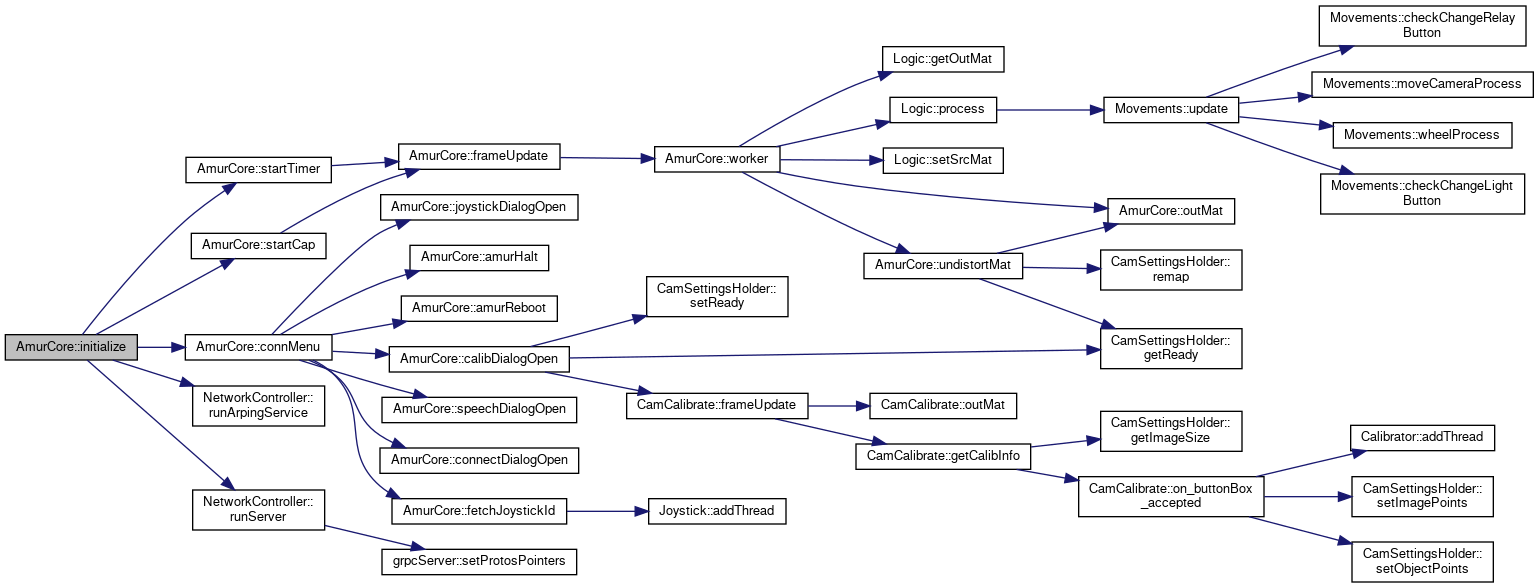 AmurCore::initialize
AmurCore::startTimer
AmurCore::startCap
AmurCore::connMenu
NetworkController::
runArpingService
NetworkController::
runServer
AmurCore::frameUpdate
AmurCore::joystickDialogOpen
AmurCore::amurHalt
AmurCore::amurReboot
AmurCore::calibDialogOpen
AmurCore::speechDialogOpen
AmurCore::connectDialogOpen
AmurCore::fetchJoystickId
grpcServer::setProtosPointers
AmurCore::worker
CamSettingsHolder::
setReady
CamCalibrate::frameUpdate
Joystick::addThread
Logic::getOutMat
Logic::process
Logic::setSrcMat
AmurCore::undistortMat
CamCalibrate::outMat
CamCalibrate::getCalibInfo
Movements::update
AmurCore::outMat
CamSettingsHolder::
remap
CamSettingsHolder::
getReady
CamSettingsHolder::
getImageSize
CamCalibrate::on_buttonBox
_accepted
Movements::checkChangeRelay
Button
Movements::moveCameraProcess
Movements::wheelProcess
Movements::checkChangeLight
Button
Calibrator::addThread
CamSettingsHolder::
setImagePoints
CamSettingsHolder::
setObjectPoints